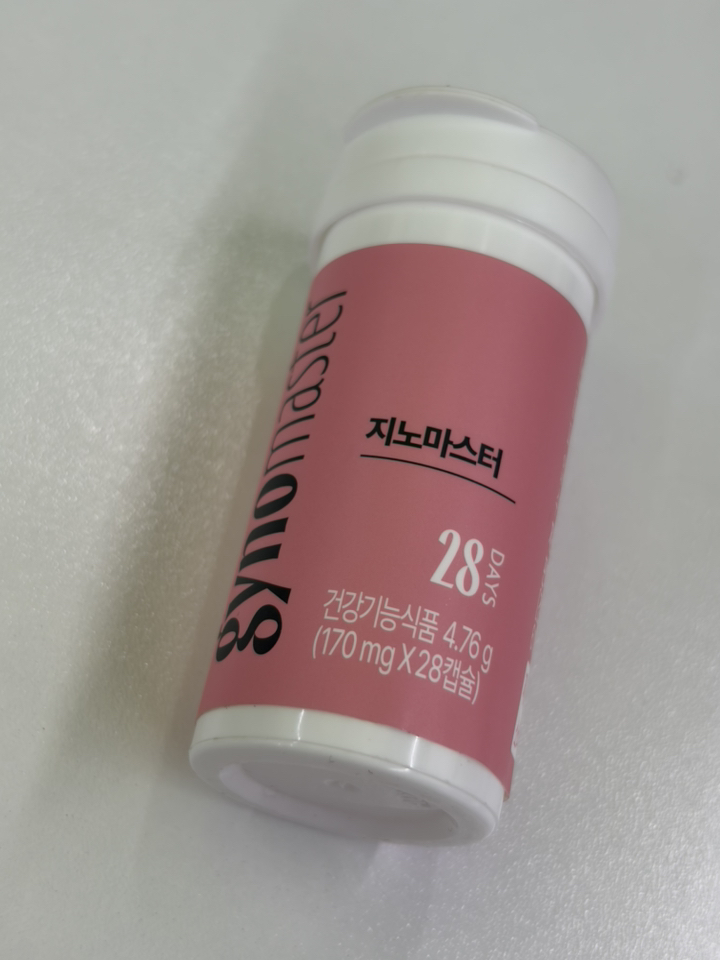 gynomaster
지노마스터
28 DAYS
건강기능식품 4.76 g
(170 mg X 28캡슐)